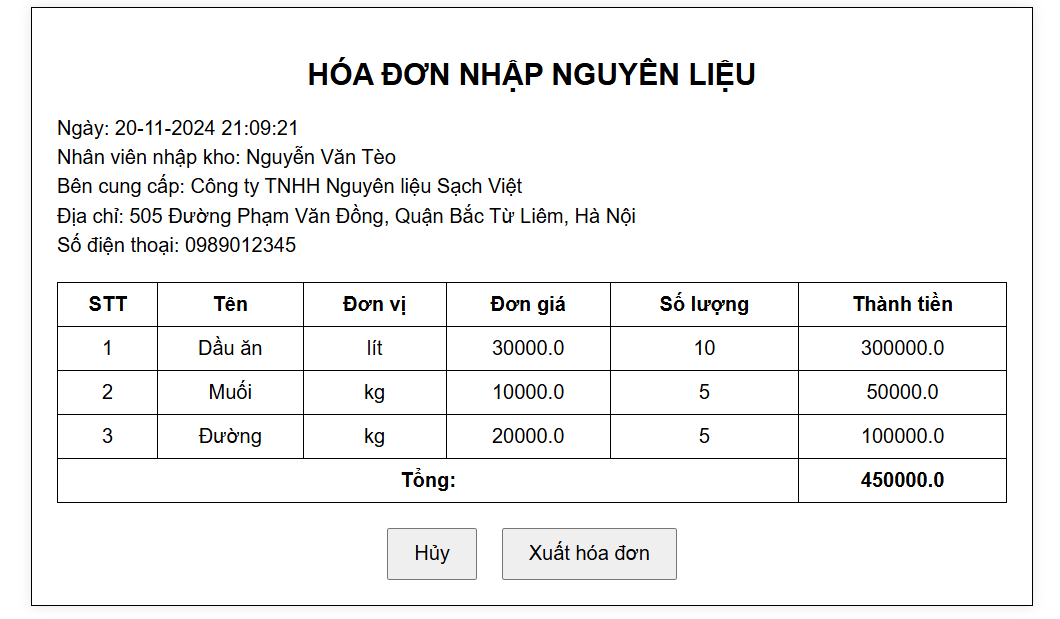 HÓA ĐƠN NHẬP NGUYÊN LIỆU
Ngày: 20-11-2024 21:09:21
Nhân viên nhập kho: Nguyễn Văn Tèo
Bên cung cấp: Công ty TNHH Nguyên liệu Sạch Việt
Địa chỉ: 505 Đường Phạm Văn Đồng, Quận Bắc Từ Liêm, Hà Nội
Số điện thoại: 0989012345
STT Tên Đơn vị Đơn giá Số lượng Thành tiền
1 Dầu ăn lít 30000.0 10 300000.0
2 Muối kg 10000.0 5 50000.0
3 Đường kg 20000.0 5 100000.0
Tổng: 450000.0
Hủy Xuất hóa đơn